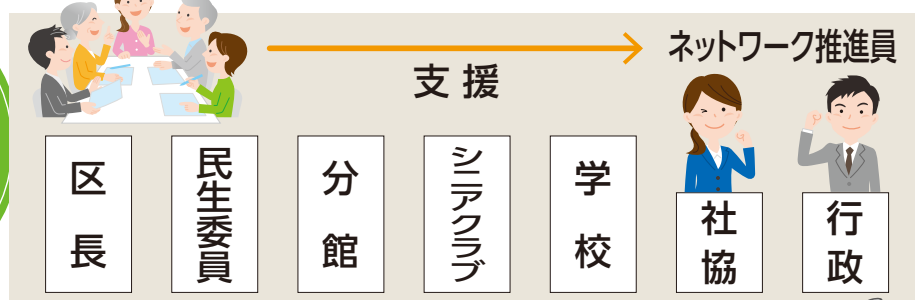 ネットワーク推進員
支援
区長
民生委員
分館
シニアクラブ
学校
社協
行政